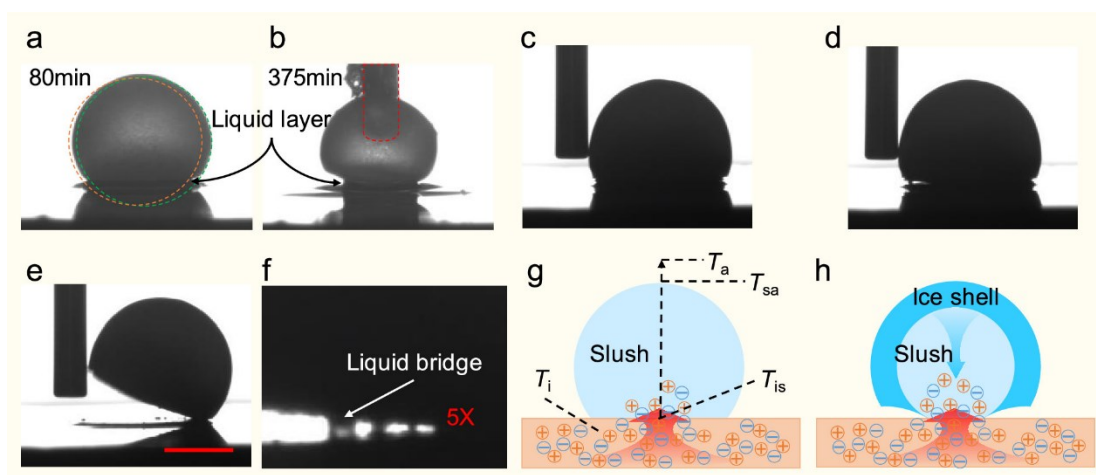 a
80min
b
375min
Liquid layer
c
d
e
f
Liquid bridge
5X
g
Tₐ
Tₛₐ
Slush
Tᵢ
Tᵢₛ
h
Ice shell
Slush